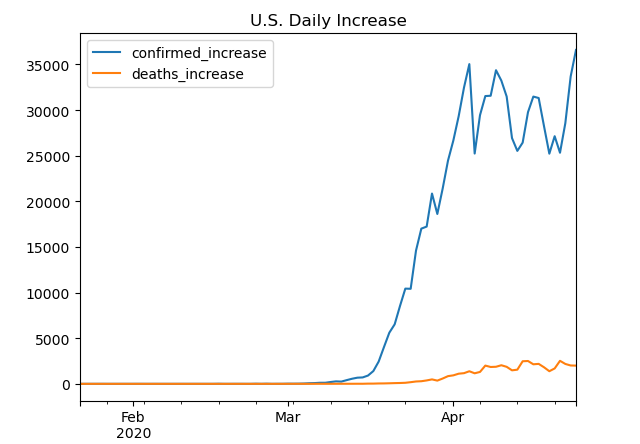 U.S. Daily Increase
confirmed_increase
deaths_increase
35000
30000
25000
20000
15000
10000
5000
0
Feb Mar Apr
2020